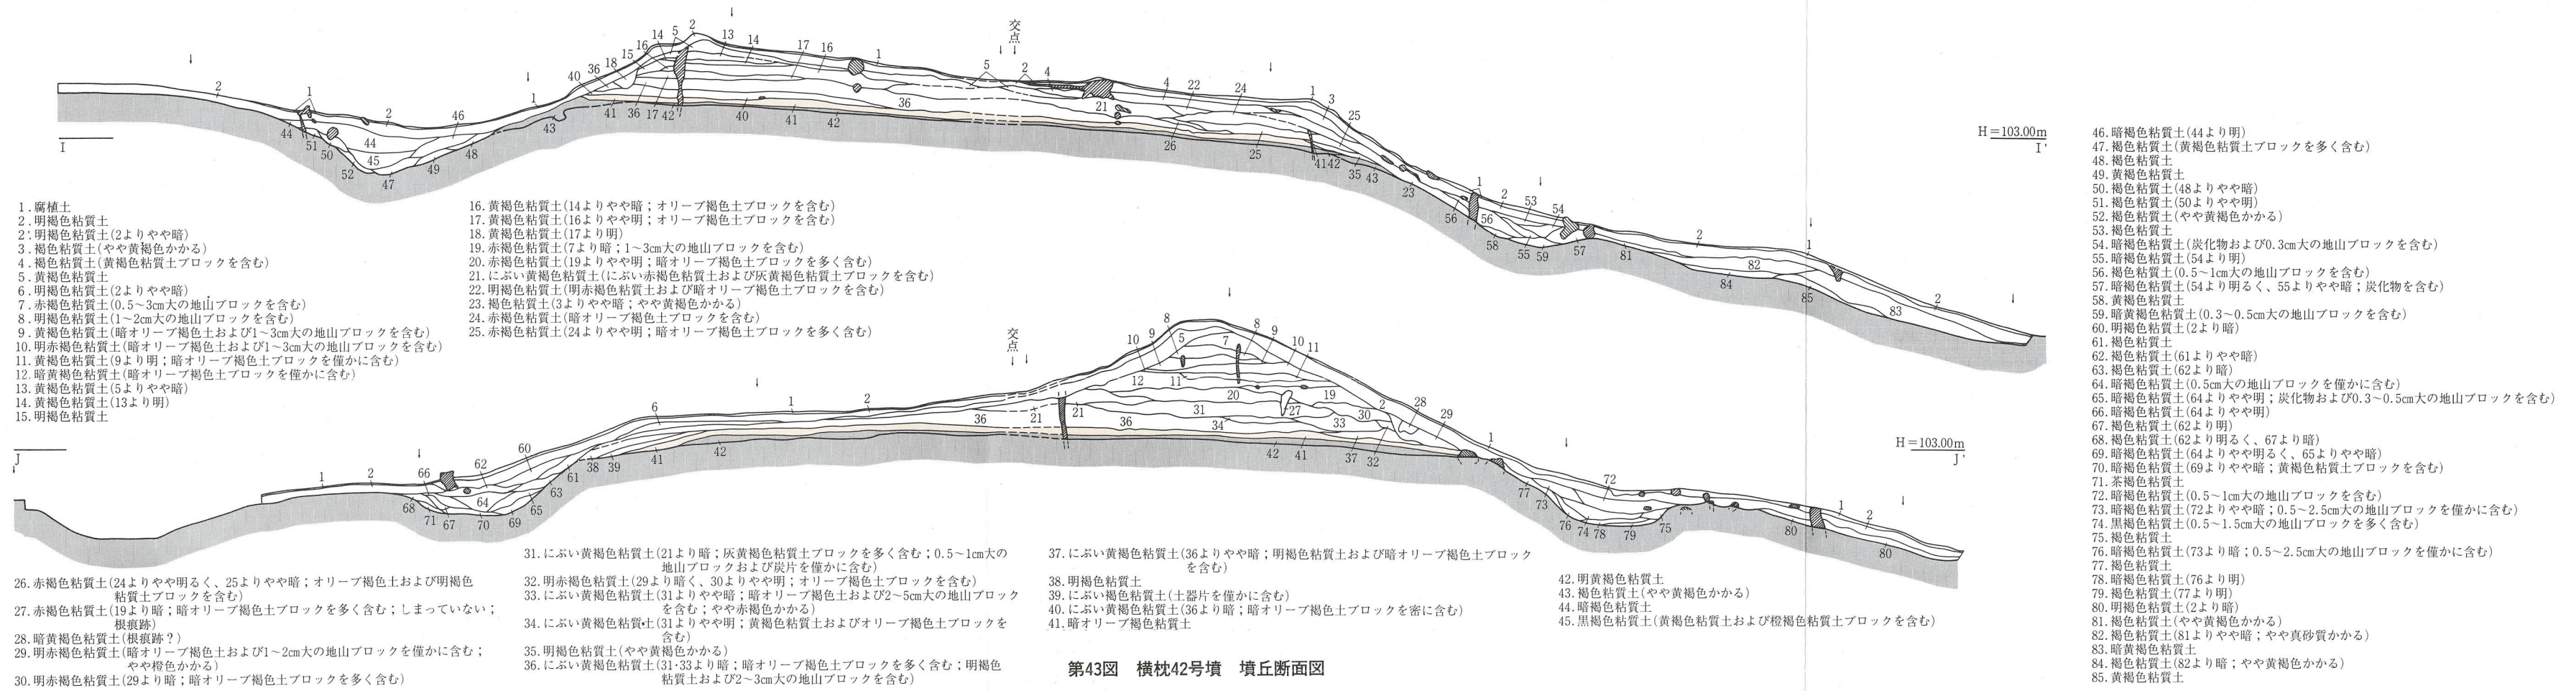 交点
I
I'
H＝103.00m
1.腐植土
2.明褐色粘質土
2'.明褐色粘質土(2よりやや暗)
3.褐色粘質土(やや黄褐色かかる)
4.褐色粘質土(黄褐色粘質土ブロックを含む)
5.黄褐色粘質土
6.明褐色粘質土(2よりやや暗)
7.赤褐色粘質土(0.5～3cm大の地山ブロックを含む)
8.明褐色粘質土(1～2cm大の地山ブロックを含む)
9.黄褐色粘質土(暗オリーブ褐色土および1～3cm大の地山ブロックを含む)
10.明赤褐色粘質土(暗オリーブ褐色土および1～3cm大の地山ブロックを含む)
11.黄褐色粘質土(9より明；暗オリーブ褐色土ブロックを僅かに含む)
12.暗黄褐色粘質土(暗オリーブ褐色土ブロックを僅かに含む)
13.黄褐色粘質土(5よりやや暗)
14.黄褐色粘質土(13より明)
15.明褐色粘質土
16.黄褐色粘質土(14よりやや暗；オリーブ褐色土ブロックを含む)
17.黄褐色粘質土(16よりやや明；オリーブ褐色土ブロックを含む)
18.黄褐色粘質土(17より明)
19.赤褐色粘質土(7より暗；1～3cm大の地山ブロックを含む)
20.赤褐色粘質土(19よりやや明；暗オリーブ褐色土ブロックを多く含む)
21.にぶい黄褐色粘質土(にぶい赤褐色粘質土および灰黄褐色粘質土ブロックを含む)
22.明褐色粘質土(明赤褐色粘質土および暗オリーブ褐色土ブロックを含む)
23.褐色粘質土(3よりやや暗；やや黄褐色かかる)
24.赤褐色粘質土(暗オリーブ褐色土ブロックを含む)
25.赤褐色粘質土(24よりやや明；暗オリーブ褐色土ブロックを多く含む)
交点
J
J'
H＝103.00m
26.赤褐色粘質土(24よりやや明るく、25よりやや暗；オリーブ褐色土および明褐色
粘質土ブロックを含む)
27.赤褐色粘質土(19より暗；暗オリーブ褐色土ブロックを多く含む；しまっていない；
根痕跡)
28.暗黄褐色粘質土(根痕跡？)
29.明赤褐色粘質土(暗オリーブ褐色土および1～2cm大の地山ブロックを僅かに含む；
やや橙色かかる)
30.明赤褐色粘質土(29より暗；暗オリーブ褐色土ブロックを多く含む)
31.にぶい黄褐色粘質土(21より暗；灰黄褐色粘質土ブロックを多く含む；0.5～1cm大の
地山ブロックおよび炭片を僅かに含む)
32.明赤褐色粘質土(29より暗く、30よりやや明；オリーブ褐色土ブロックを含む)
33.にぶい黄褐色粘質土(31よりやや暗；暗オリーブ褐色土および2～5cm大の地山ブロック
を含む；やや赤褐色かかる)
34.にぶい黄褐色粘質土(31よりやや明；黄褐色粘質土およびオリーブ褐色土ブロックを
含む)
35.明褐色粘質土(やや黄褐色かかる)
36.にぶい黄褐色粘質土(31・33より暗；暗オリーブ褐色土ブロックを多く含む；明褐色
粘質土および2～3cm大の地山ブロックを含む)
37.にぶい黄褐色粘質土(36よりやや暗；明褐色粘質土および暗オリーブ褐色土ブロック
を含む)
38.明褐色粘質土
39.にぶい褐色粘質土(土器片を僅かに含む)
40.にぶい黄褐色粘質土(36より暗；暗オリーブ褐色土ブロックを密に含む)
41.暗オリーブ褐色粘質土
42.明黄褐色粘質土
43.褐色粘質土(やや黄褐色かかる)
44.暗褐色粘質土
45.黒褐色粘質土(黄褐色粘質土および橙褐色粘質土ブロックを含む)
46.暗褐色粘質土(44より明)
47.褐色粘質土(黄褐色粘質土ブロックを多く含む)
48.褐色粘質土
49.黄褐色粘質土
50.褐色粘質土(48よりやや暗)
51.褐色粘質土(50よりやや明)
52.褐色粘質土(やや黄褐色かかる)
53.褐色粘質土
54.暗褐色粘質土(炭化物および0.3cm大の地山ブロックを含む)
55.暗褐色粘質土(54より明)
56.褐色粘質土(0.5～1cm大の地山ブロックを含む)
57.暗褐色粘質土(54より明るく、55よりやや暗；炭化物を含む)
58.黄褐色粘質土
59.暗黄褐色粘質土(0.3～0.5cm大の地山ブロックを含む)
60.明褐色粘質土(2より暗)
61.褐色粘質土
62.褐色粘質土(61よりやや暗)
63.褐色粘質土(62より暗)
64.暗褐色粘質土(0.5cm大の地山ブロックを僅かに含む)
65.暗褐色粘質土(64よりやや明；炭化物および0.3～0.5cm大の地山ブロックを含む)
66.暗褐色粘質土(64よりやや明)
67.褐色粘質土(62より明)
68.褐色粘質土(62より明るく、67より暗)
69.暗褐色粘質土(64よりやや明るく、65よりやや暗)
70.暗褐色粘質土(69よりやや暗；黄褐色粘質土ブロックを含む)
71.茶褐色粘質土
72.暗褐色粘質土(0.5～1cm大の地山ブロックを含む)
73.暗褐色粘質土(72よりやや暗；0.5～2.5cm大の地山ブロックを僅かに含む)
74.黒褐色粘質土(0.5～1.5cm大の地山ブロックを多く含む)
75.褐色粘質土
76.暗褐色粘質土(73より暗；0.5～2.5cm大の地山ブロックを僅かに含む)
77.褐色粘質土
78.暗褐色粘質土(76より明)
79.褐色粘質土(77より明)
80.明褐色粘質土(2より暗)
81.褐色粘質土(やや黄褐色かかる)
82.褐色粘質土(81よりやや暗；やや真砂質かかる)
83.暗黄褐色粘質土
84.褐色粘質土(82より暗；やや黄褐色かかる)
85.黄褐色粘質土
第43図　横枕42号墳　墳丘断面図